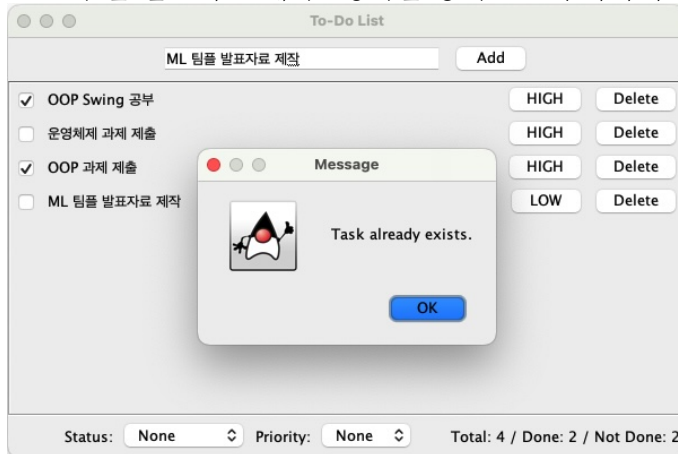 To-Do List
ML 팀플 발표자료 제작 Add
OOP Swing 공부 HIGH Delete
운영체제 과제 제출 HIGH Delete
OOP 과제 제출 HIGH Delete
ML 팀플 발표자료 제작 LOW Delete
Message
Task already exists.
OK
Status: None Priority: None Total: 4 / Done: 2 / Not Done: 2